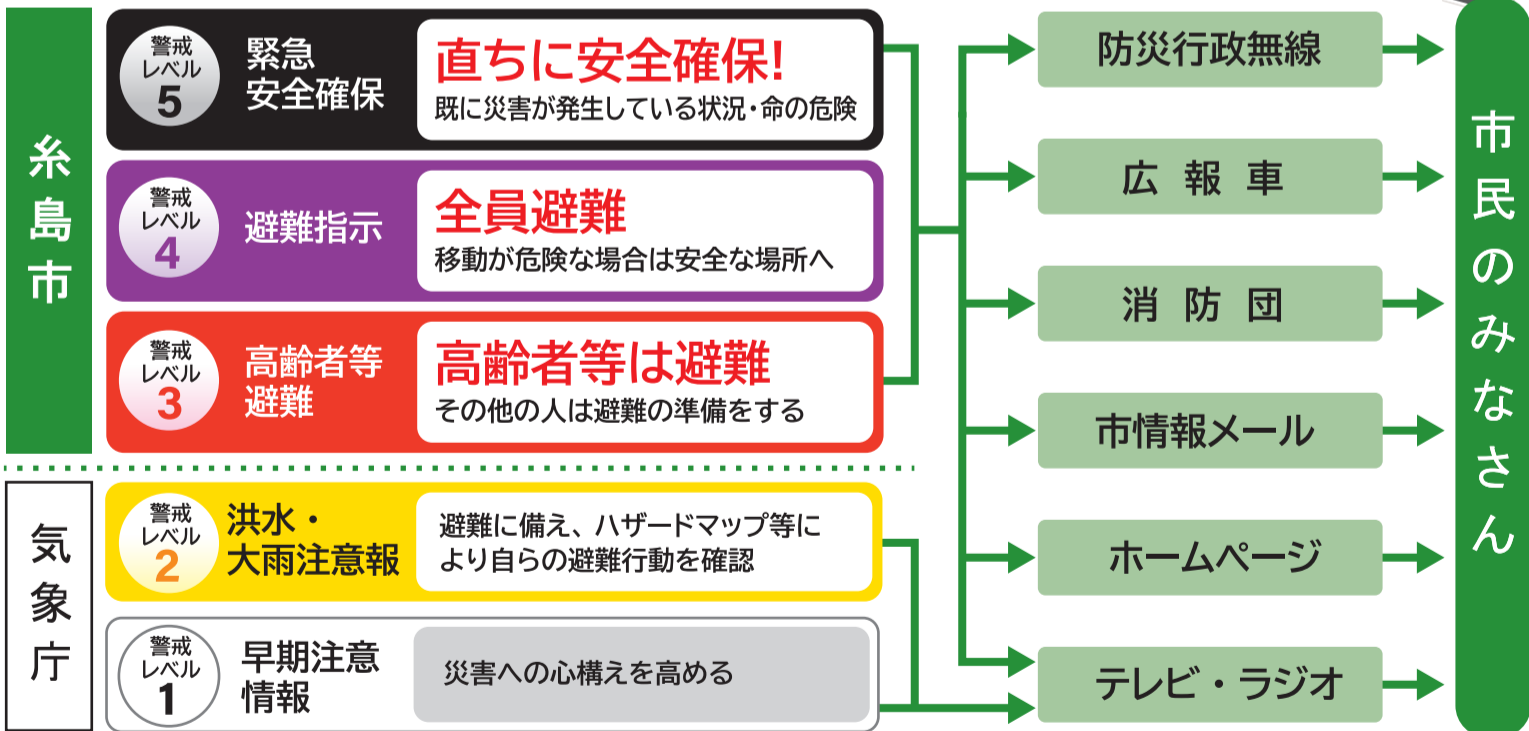 糸島市
警戒
レベル
5
緊急
安全確保
直ちに安全確保!
既に災害が発生している状況・命の危険
警戒
レベル
4
避難指示
全員避難
移動が危険な場合は安全な場所へ
警戒
レベル
3
高齢者等
避難
高齢者等は避難
その他の人は避難の準備をする
気象庁
警戒
レベル
2
洪水・
大雨注意報
避難に備え、ハザードマップ等に
より自らの避難行動を確認
警戒
レベル
1
早期注意
情報
災害への心構えを高める
防災行政無線
広報車
消防団
市情報メール
ホームページ
テレビ・ラジオ
市民のみなさん